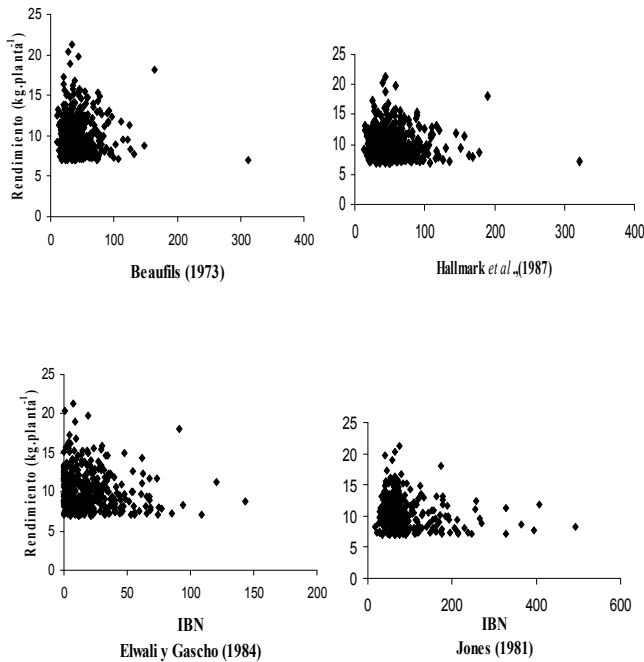 Rendimiento (kg.planta-1)
25
20
15
10
5
0
0 100 200 300 400
Beaufils (1973)
25
20
15
10
5
0
0 100 200 300 400
Hallmark et al .,(1987)
Rendimiento (kg.planta-1)
25
20
15
10
5
0
0 50 100 150 200
IBN
Elwali y Gascho (1984)
25
20
15
10
5
0
0 200 400 600
IBN
Jones (1981)